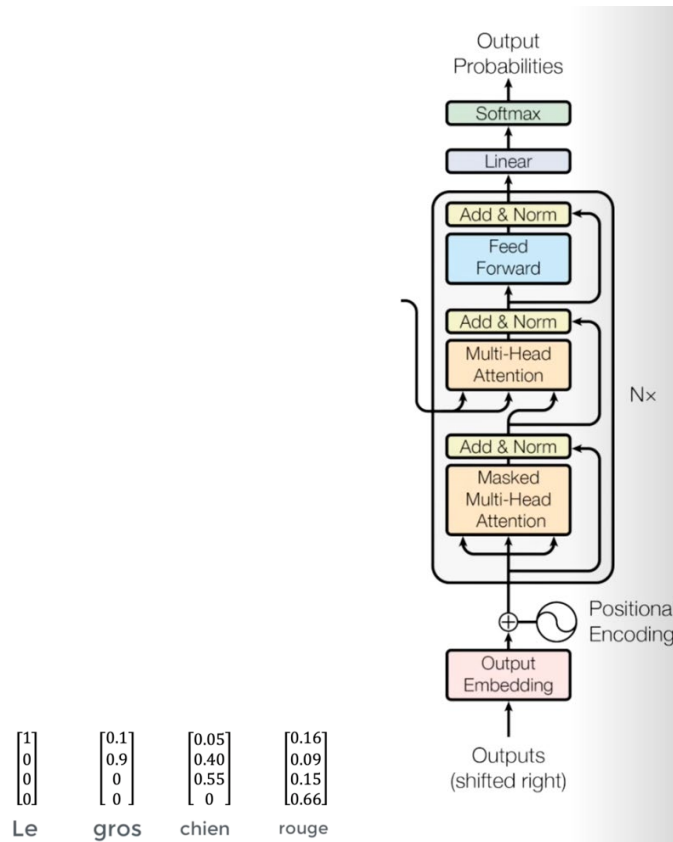 Output
Probabilities
Softmax
Linear
Add & Norm
Feed
Forward
Add & Norm
Multi-Head
Attention
N×
Add & Norm
Masked
Multi-Head
Attention
Positiona
Encoding
Output
Embedding
Outputs
(shifted right)
[1] [0.1] [0.05] [0.16]
0 0.9 0.40 0.09
0 0 0.55 0.15
0 0 0 0.66
Le gros chien rouge